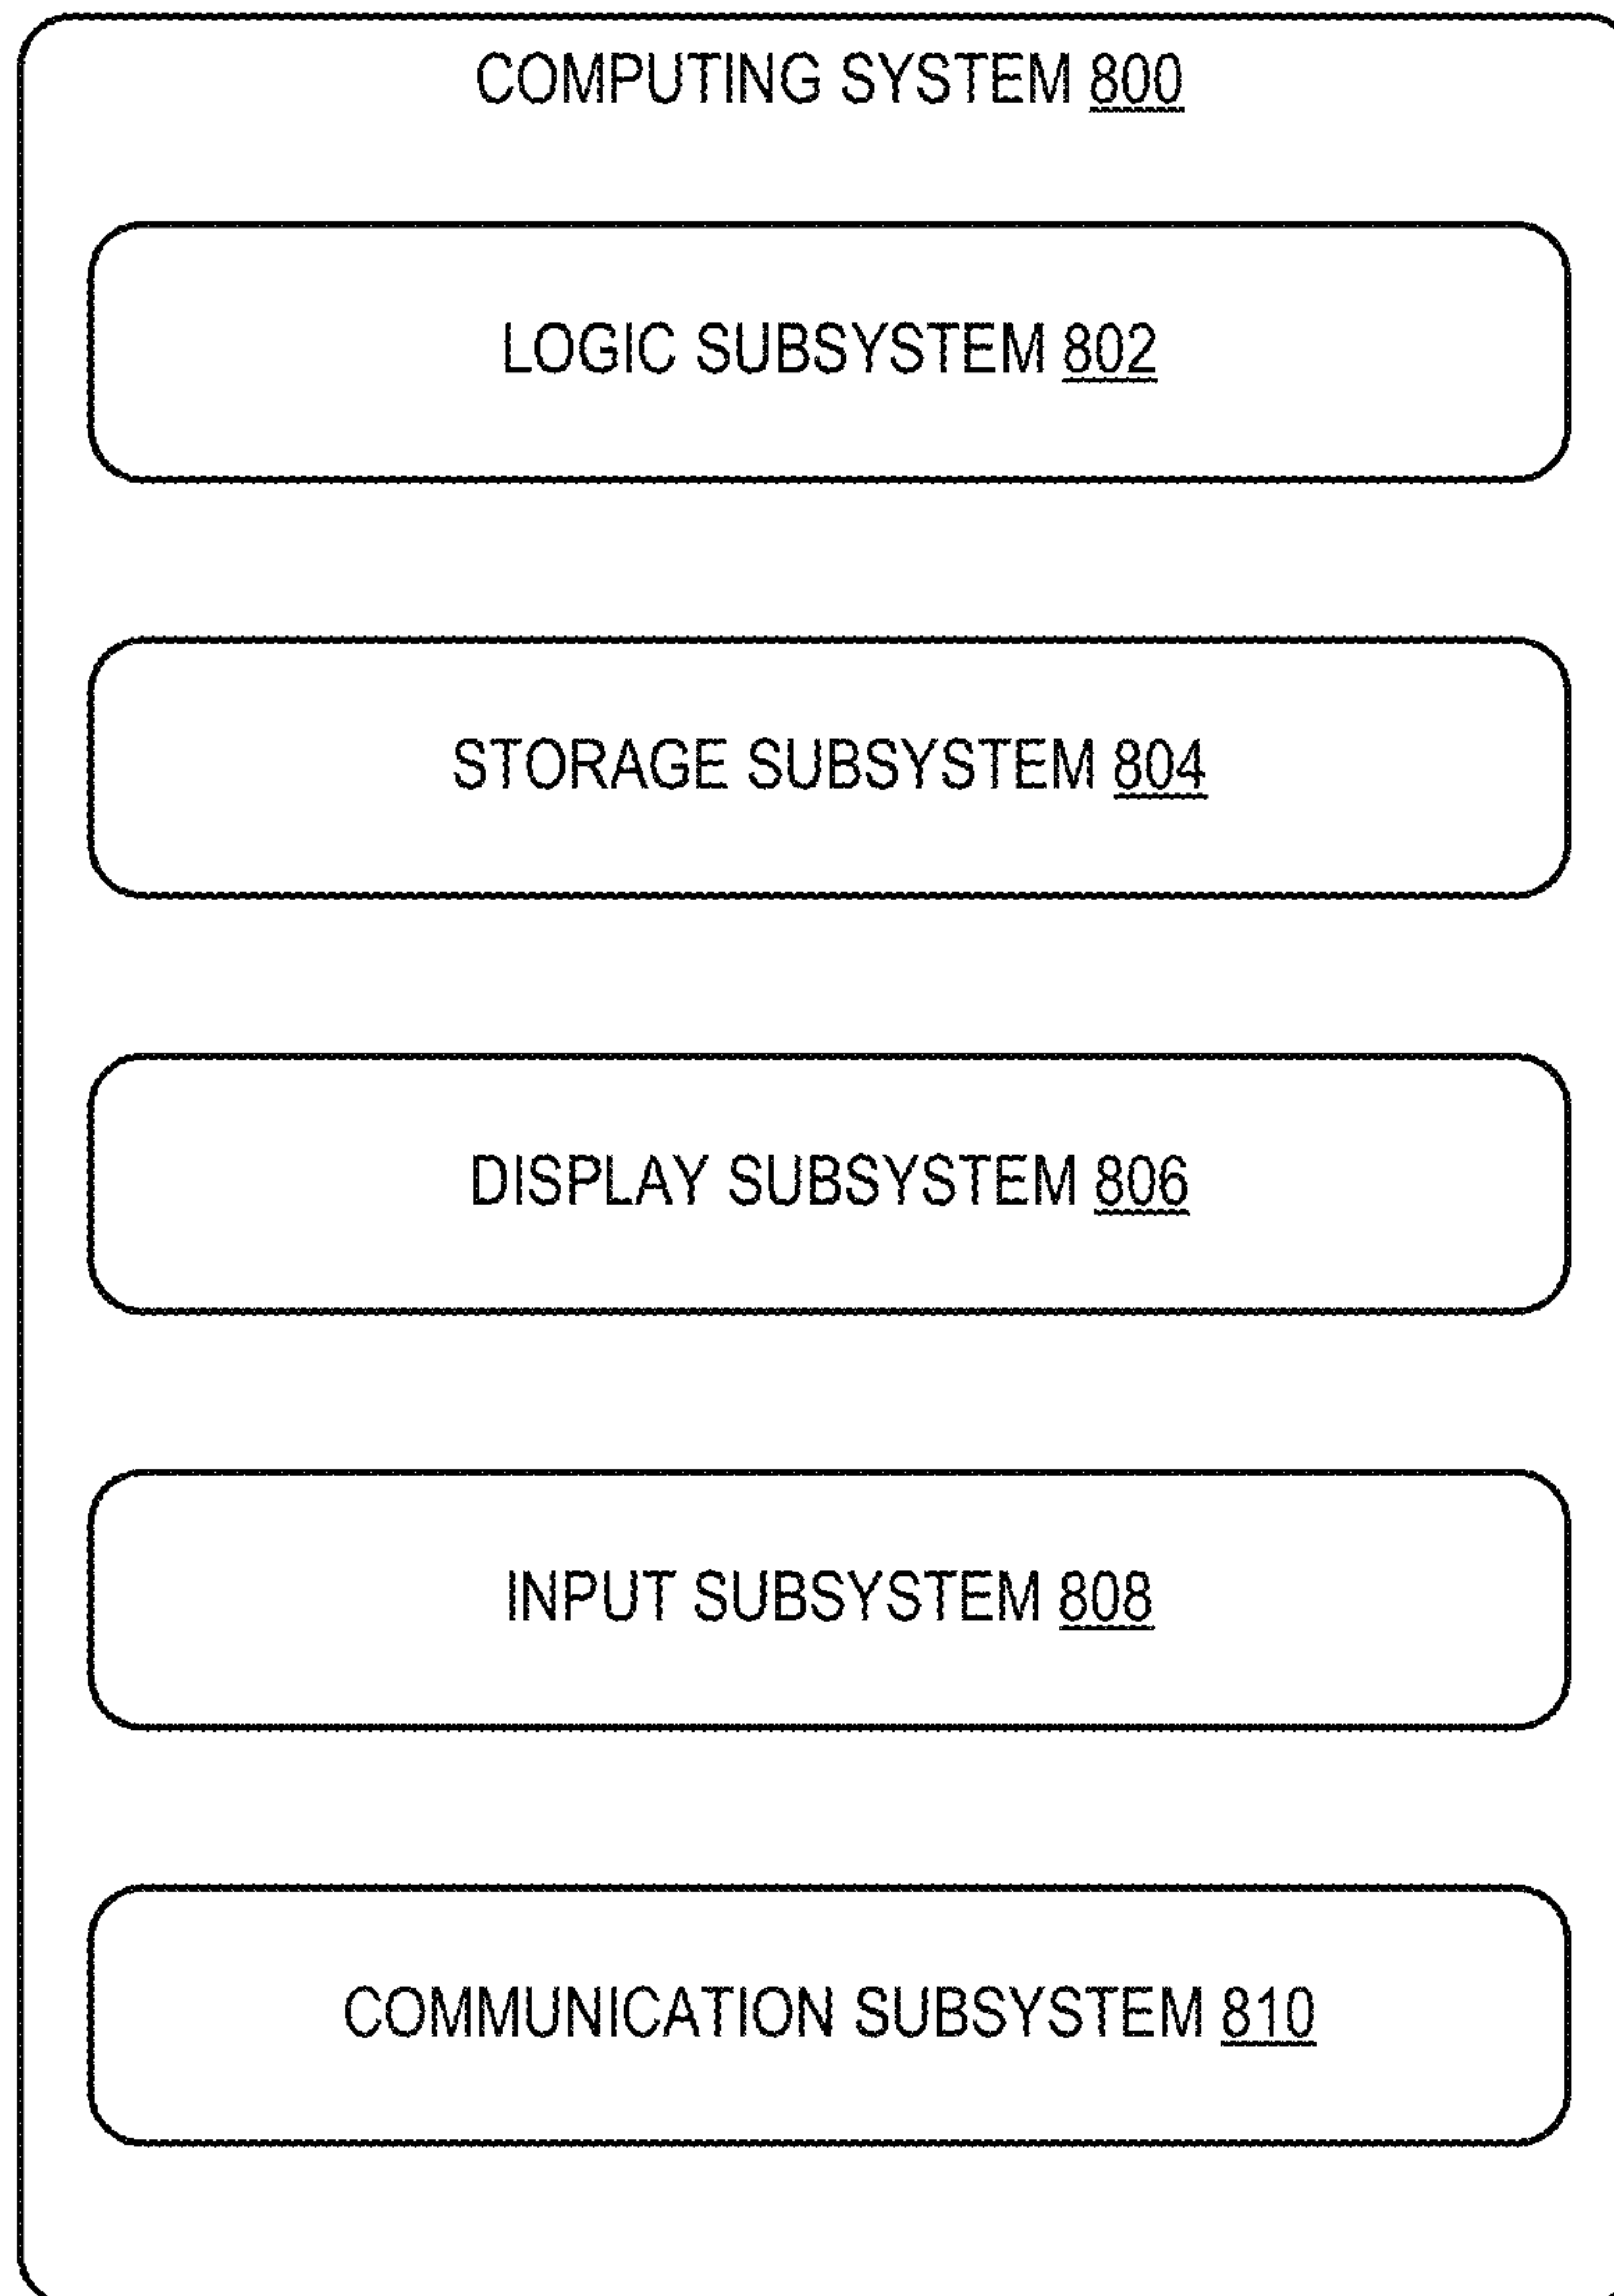 COMPUTING SYSTEM 800
LOGIC SUBSYSTEM 802
STORAGE SUBSYSTEM 804
DISPLAY SUBSYSTEM 806
INPUT SUBSYSTEM 808
COMMUNICATION SUBSYSTEM 810